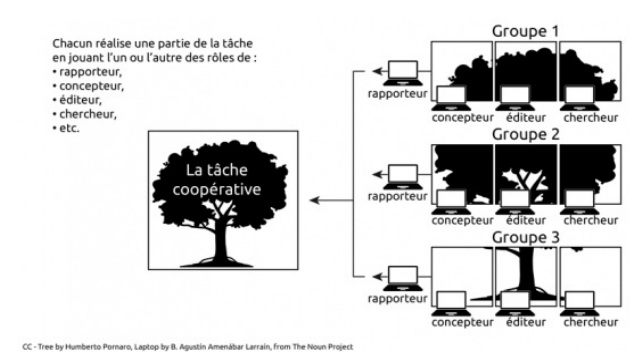 Chacun réalise une partie de la tâche
en jouant l'un ou l'autre des rôles de :
• rapporteur,
• concepteur,
• éditeur,
• chercheur,
• etc.
La tâche
coopérative
Groupe 1
rapporteur
concepteur éditeur chercheur
Groupe 2
rapporteur
concepteur éditeur chercheur
Groupe 3
rapporteur
concepteur éditeur chercheur
CC - Tree by Humberto Pornaro, Laptop by B. Agustín Amenábar Larraín, from The Noun Project